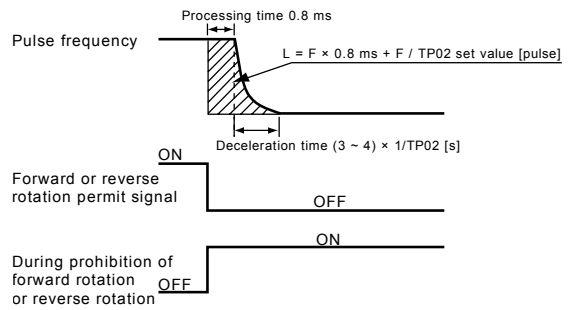 Processing time 0.8 ms
Pulse frequency
L = F × 0.8 ms + F / TP02 set value [pulse]
Deceleration time (3 ~ 4) × 1/TP02 [s]
ON
Forward or reverse
rotation permit signal
OFF
ON
During prohibition of
forward rotation
or reverse rotation
OFF